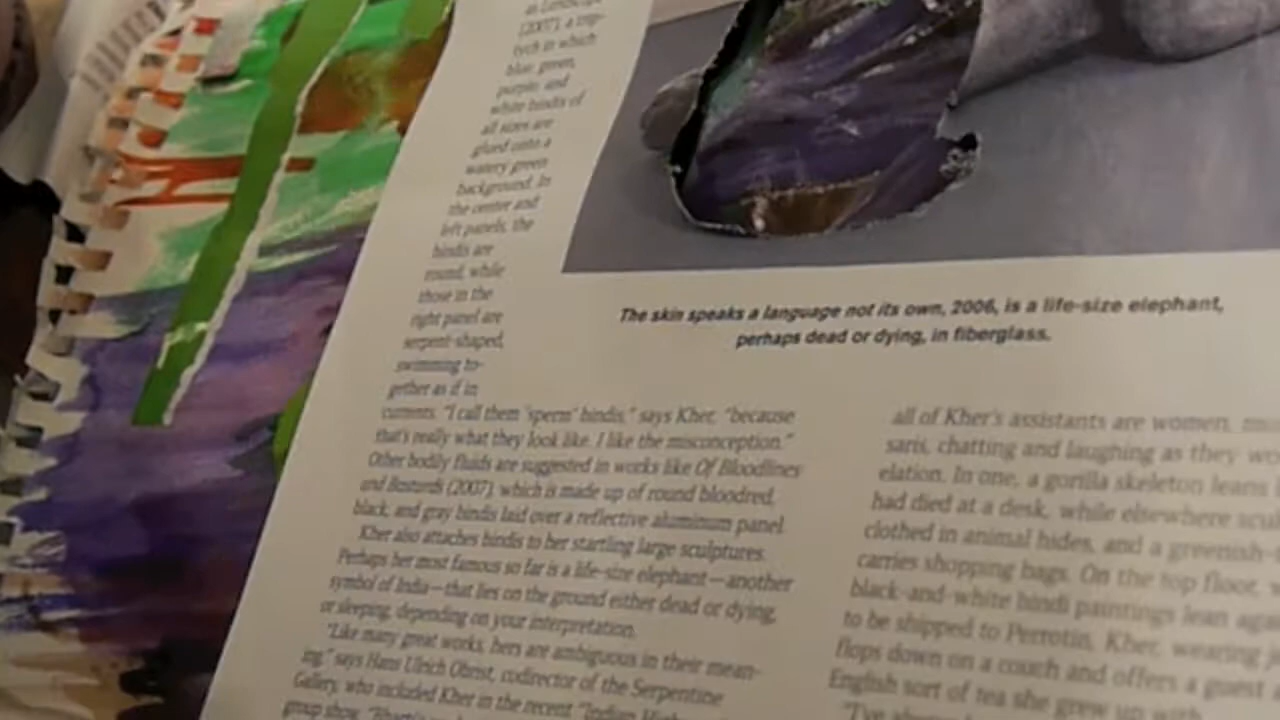 as Landscape
(2007), a trip-
tych in which
blue, green,
purple, and
white bindis of
all sizes are
glued onto a
watery green
background. In
the center and
left panels, the
bindis are
round, while
those in the
right panel are
serpent-shaped,
swimming to-
gether as if in
currents. "I call them 'sperm' bindis," says Kher, "because
that's really what they look like. I like the misconception."
Other bodily fluids are suggested in works like Of Bloodlines
and Bastards (2007), which is made up of round bloodred,
black, and gray bindis laid over a reflective aluminum panel.
Kher also attaches bindis to her startling large sculptures.
Perhaps her most famous so far is a life-size elephant—another
symbol of India—that lies on the ground either dead or dying,
or sleeping, depending on your interpretation.
"Like many great works, hers are ambiguous in their mean-
ing," says Hans Ulrich Obrist, codirector of the Serpentine
Gallery, who included Kher in the recent "Indian High
group show.
The skin speaks a language not its own, 2006, is a life-size elephant,
perhaps dead or dying, in fiberglass.
all of Kher's assistants are women,
saris, chatting and laughing as they
elation. In one, a gorilla skeleton leans
had died at a desk, while elsewhere
clothed in animal hides, and a greenish-
carries shopping bags. On the top floor,
black-and-white bindi paintings lean
to be shipped to Perrotin. Kher, wearing
flops down on a couch and offers a guest
English sort of tea she grew up with.
"I've